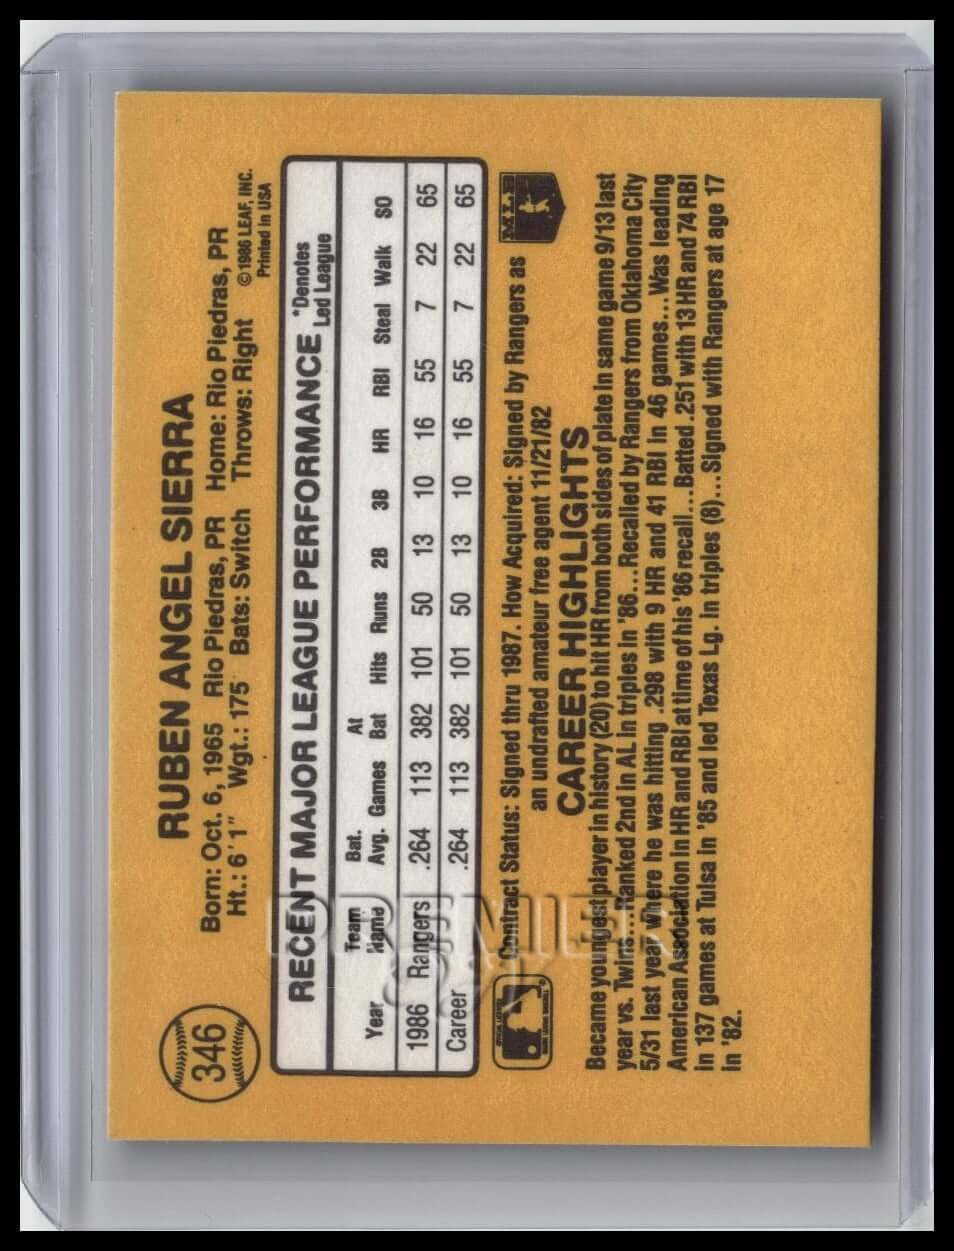 346
RUBEN ANGEL SIERRA
Born: Oct. 6, 1965 Rio Piedras, PR Home: Rio Piedras, PR
Ht.: 6'1" Wgt.: 175 Bats: Switch Throws: Right
©1986 LEAF, INC.
Printed in USA
RECENT MAJOR LEAGUE PERFORMANCE
*Denotes
Led League
Year Team Name Bat. Avg. Games At Bat Hits Runs 2B 3B HR RBI Steal Walk SO
1986 Rangers .264 113 382 101 50 13 10 16 55 7 22 65
Career .264 113 382 101 50 13 10 16 55 7 22 65
Contract Status: Signed thru 1987. How Acquired: Signed by Rangers as
an undrafted amateur free agent 11/21/82
MLB
CAREER HIGHLIGHTS
Became youngest player in history (20) to hit HR from both sides of plate in same game 9/13 last
year vs. Twins...Ranked 2nd in AL in triples in '86...Recalled by Rangers from Oklahoma City
5/31 last year where he was hitting .298 with 9 HR and 41 RBI in 46 games...Was leading
American Association in HR and RBI at time of his '86 recall...Batted .251 with 13 HR and 74 RBI
in 137 games at Tulsa in '85 and led Texas Lg. in triples (8)...Signed with Rangers at age 17
in '82.
PREMIER